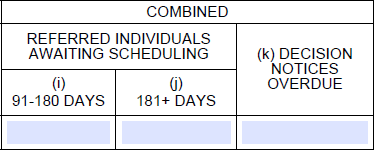 COMBINED
REFERRED INDIVIDUALS
AWAITING SCHEDULING
(i)
91-180 DAYS
(j)
181+ DAYS
(k) DECISION
NOTICES
OVERDUE